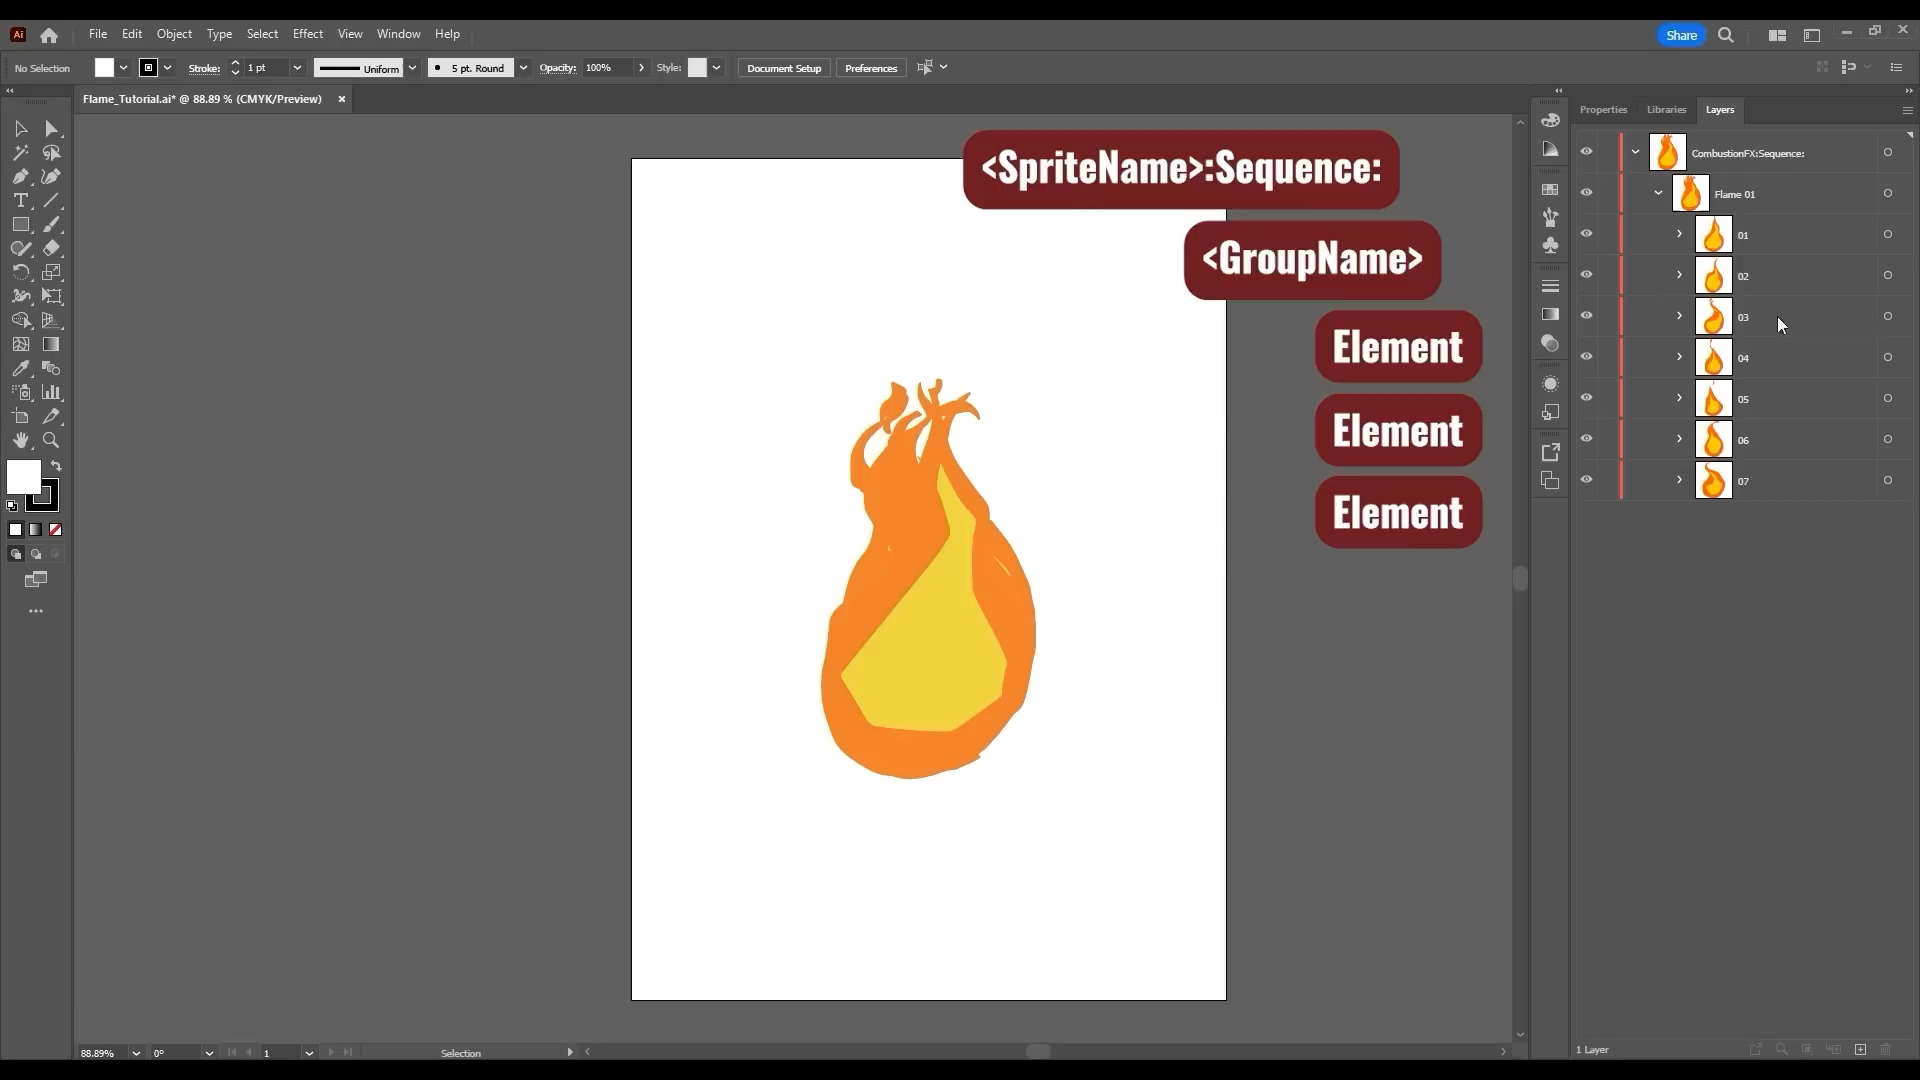 Ai
File Edit Object Type Select Effect View Window Help
Share
No Selection
Stroke: 1 pt
Uniform
5 pt. Round
Opacity: 100%
Style:
Document Setup
Preferences
Flame_Tutorial.ai* @ 88.89 % (CMYK/Preview)
Properties Libraries Layers
<SpriteName>:Sequence:
<GroupName>
Element
Element
Element
CombustionFX:Sequence:
Flame 01
01
02
03
04
05
06
07
88.89%
0°
1
Selection
1 Layer